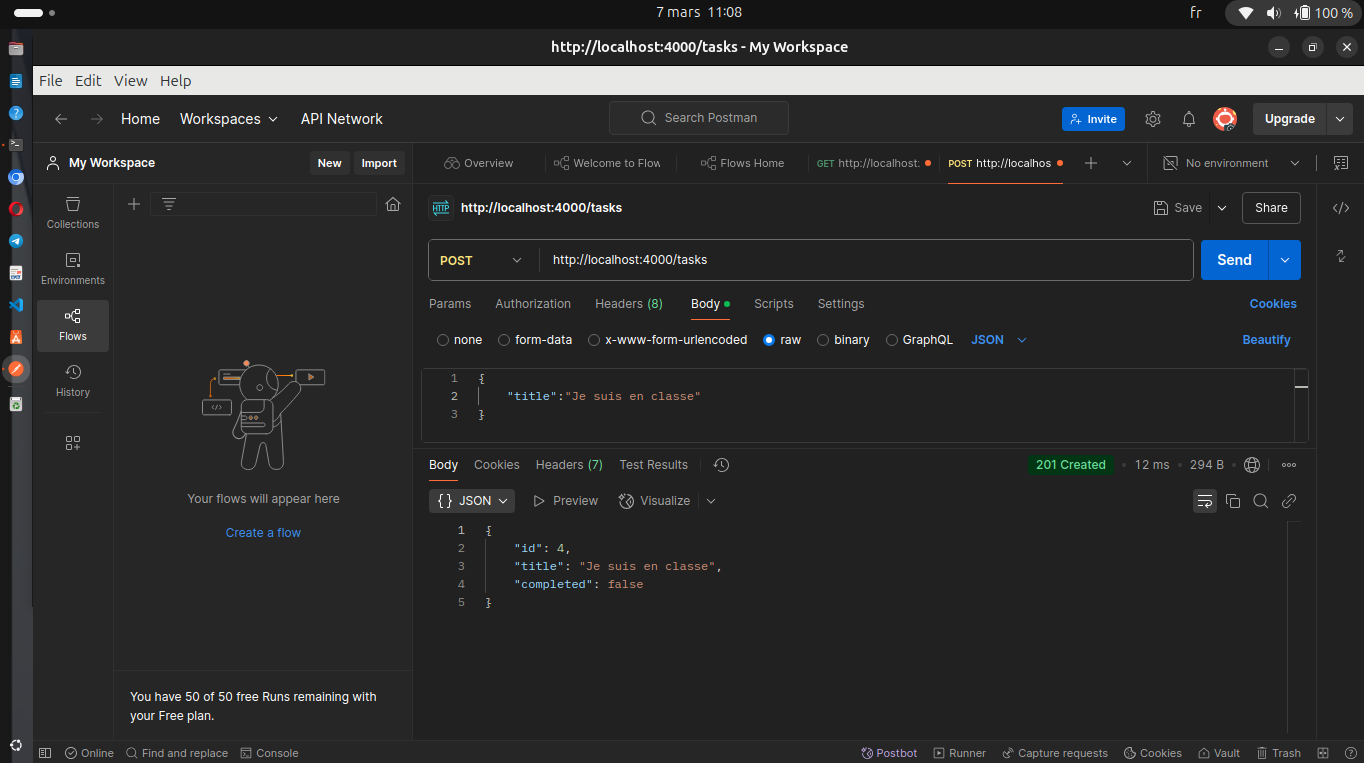 7 mars 11:08
fr
100 %
http://localhost:4000/tasks - My Workspace
File Edit View Help
Home Workspaces API Network
Search Postman
Invite
Upgrade
My Workspace
New Import
Overview
Welcome to Flow
Flows Home
GET http://localhost:
POST http://localhos
No environment
Collections
Environments
Flows
History
HTTP http://localhost:4000/tasks
Save
Share
POST http://localhost:4000/tasks
Send
Params Authorization Headers (8) Body Scripts Settings
Cookies
none form-data x-www-form-urlencoded raw binary GraphQL JSON
Beautify
1 {
2 "title":"Je suis en classe"
3 }
Body Cookies Headers (7) Test Results
201 Created • 12 ms • 294 B •
{} JSON Preview Visualize
1 {
2 "id": 4,
3 "title": "Je suis en classe",
4 "completed": false
5 }
Your flows will appear here
Create a flow
You have 50 of 50 free Runs remaining with
your Free plan.
Online Find and replace Console
Postbot Runner Capture requests Cookies Vault Trash